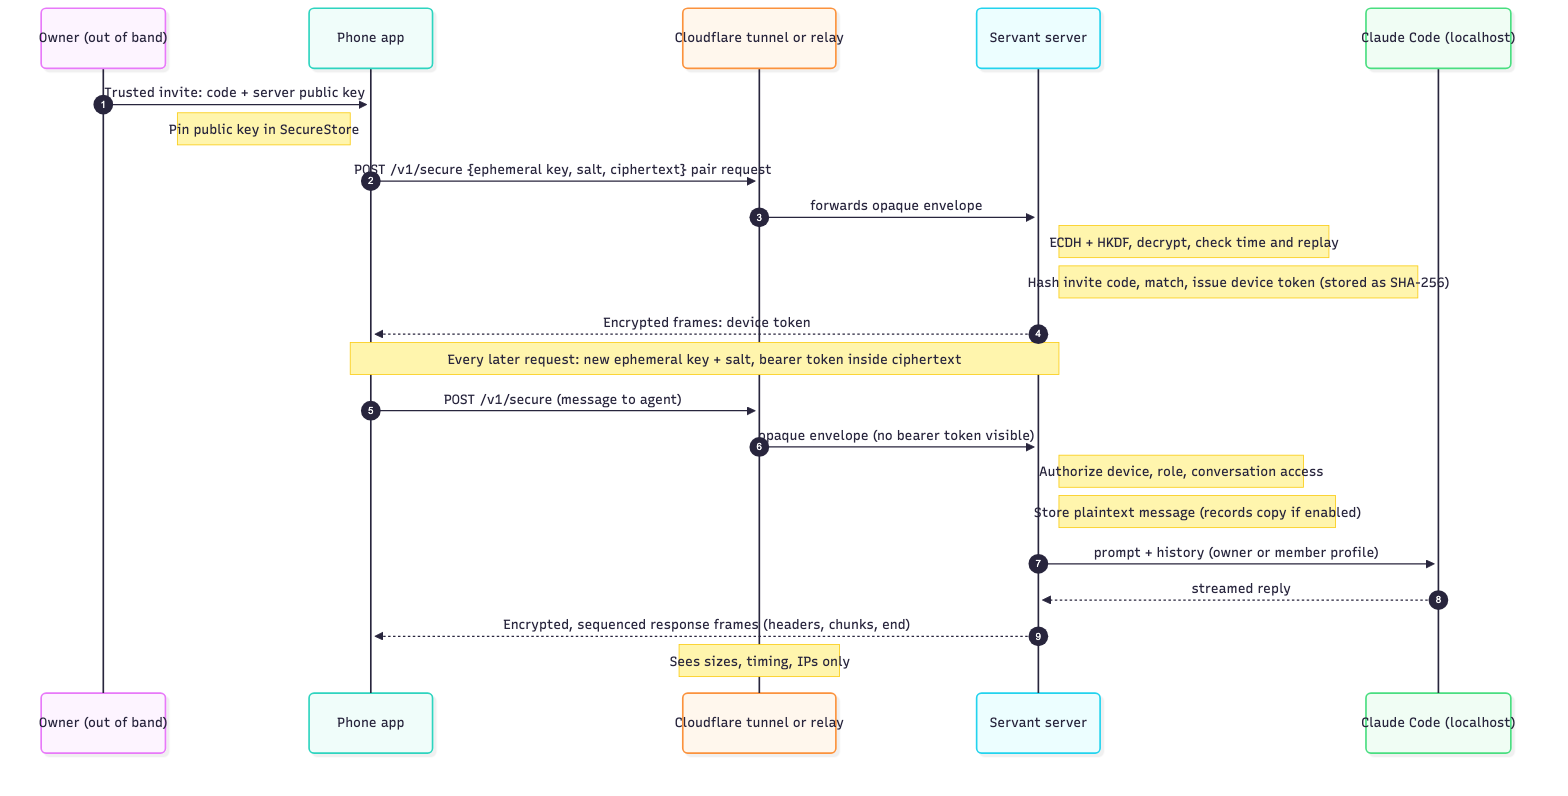 Owner (out of band)
Phone app
Cloudflare tunnel or relay
Servant server
Claude Code (localhost)
Trusted invite: code + server public key
1
Pin public key in SecureStore
POST /v1/secure {ephemeral key, salt, ciphertext} pair request
2
forwards opaque envelope
3
ECDH + HKDF, decrypt, check time and replay
Hash invite code, match, issue device token (stored as SHA-256)
Encrypted frames: device token
4
Every later request: new ephemeral key + salt, bearer token inside ciphertext
POST /v1/secure (message to agent)
5
opaque envelope (no bearer token visible)
6
Authorize device, role, conversation access
Store plaintext message (records copy if enabled)
prompt + history (owner or member profile)
7
streamed reply
8
Encrypted, sequenced response frames (headers, chunks, end)
9
Sees sizes, timing, IPs only
Owner (out of band)
Phone app
Cloudflare tunnel or relay
Servant server
Claude Code (localhost)